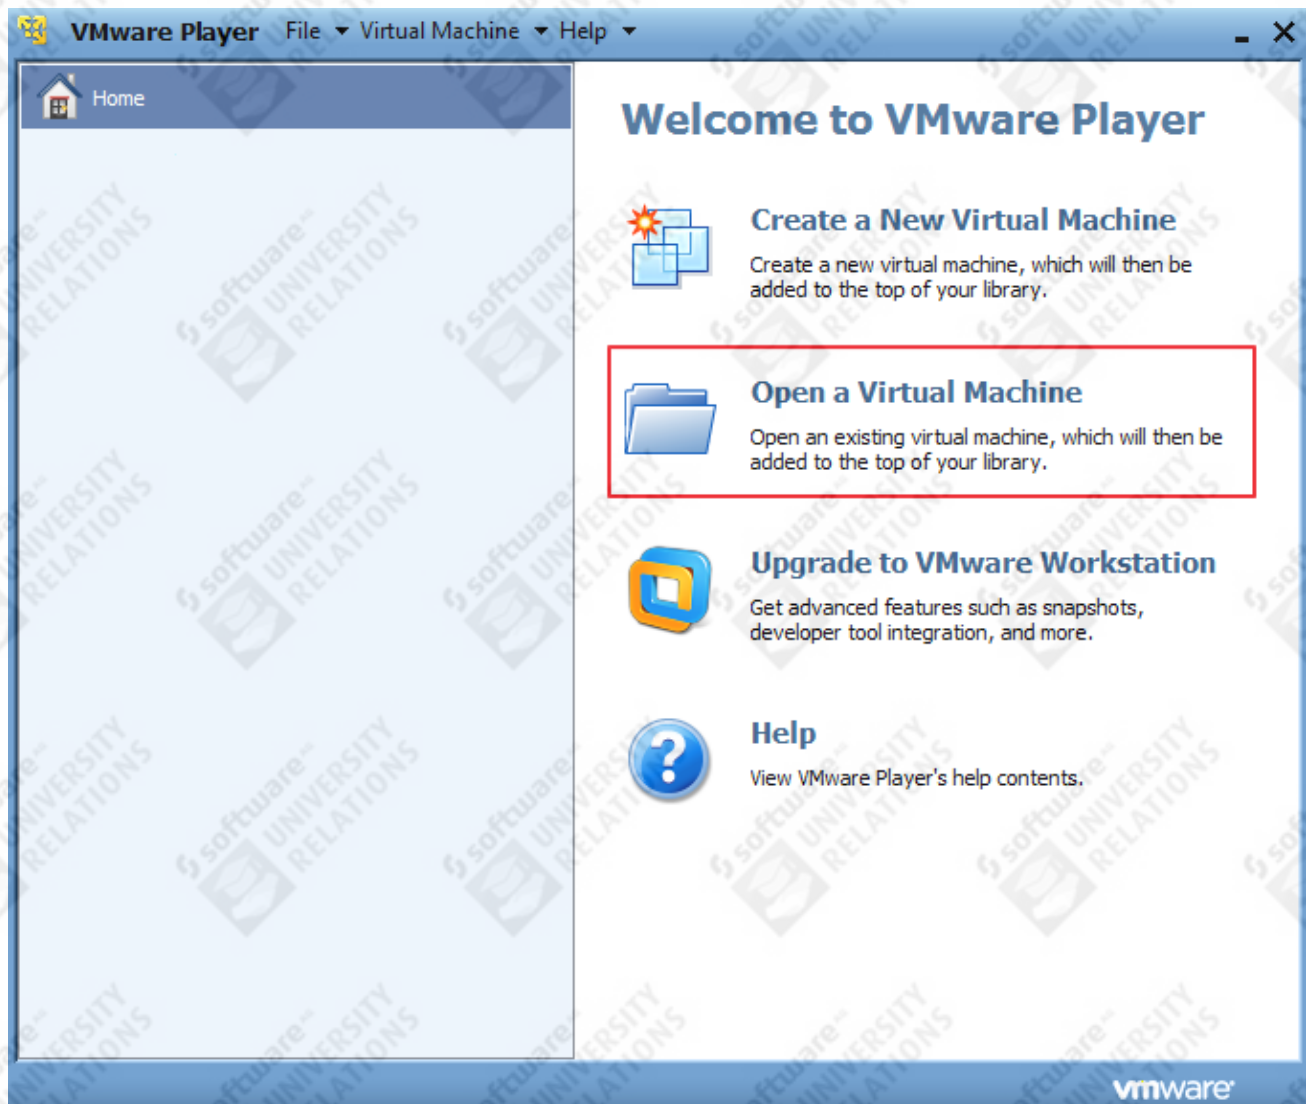 VMware Player File Virtual Machine Help
Home
Welcome to VMware Player
Create a New Virtual Machine
Create a new virtual machine, which will then be
added to the top of your library.
Open a Virtual Machine
Open an existing virtual machine, which will then be
added to the top of your library.
Upgrade to VMware Workstation
Get advanced features such as snapshots,
developer tool integration, and more.
Help
View VMware Player's help contents.
vmware
software
UNIVERSITY
RELATIONS